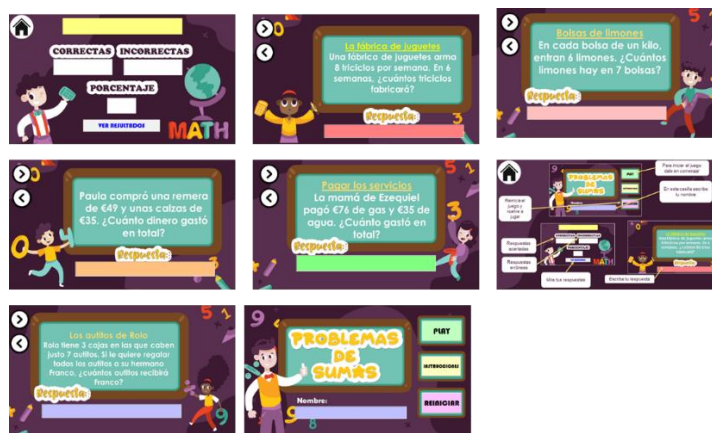 CORRECTAS INCORRECTAS
PORCENTAJE
VER RESULTADOS
MATH
La fábrica de juguetes
Una fábrica de juguetes arma
8 triciclos por semana. En 6
semanas, ¿cuántos triciclos
fabricará?
Respuesta:
Bolsas de limones
En cada bolsa de un kilo,
entran 6 limones. ¿Cuántos
limones hay en 7 bolsas?
Respuesta:
Paula compró una remera
de €49 y unas calzas de
€35. ¿Cuánto dinero gastó
en total?
Respuesta:
Pagar los servicios
La mamá de Ezequiel
pagó €76 de gas y €35 de
agua. ¿Cuánto gastó en
total?
Respuesta:
PROBLEMAS
DE
SUMAS
PLAY
Para iniciar el juego
dale en comenzar
En esta casilla escribe
tu nombre
Reinicia el
juego y
vuelve a
jugar
Respuestas
acertadas
Respuestas
erróneas
Mira tus respuestas
Escribe tu respuesta
MATH
Los autitos de Rolo
Rolo tiene 3 cajas en las que caben
justo 7 autitos. Si le quiere regalar
todos los autitos a su hermano
Franco, ¿cuántos autitos recibirá
Franco?
Respuesta:
PROBLEMAS
DE
SUMAS
Nombre:
PLAY
INSTRUCCIONES
REINICIAR